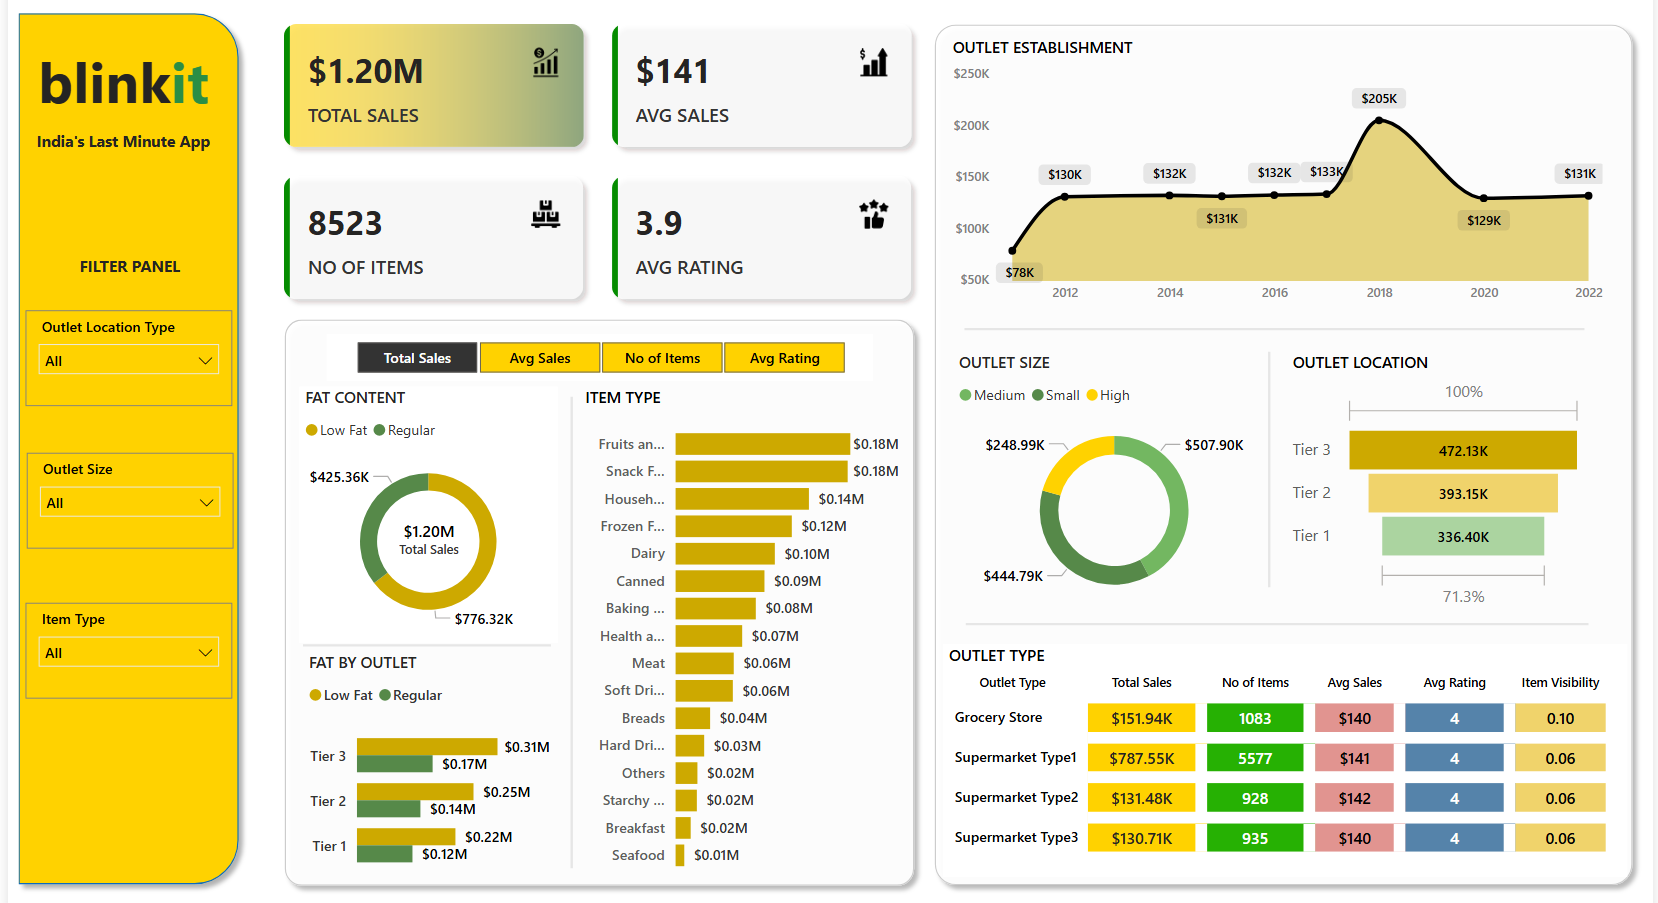 blinkit
India's Last Minute App
FILTER PANEL
Outlet Location Type
All
Outlet Size
All
Item Type
All
$1.20M
TOTAL SALES
$141
AVG SALES
8523
NO OF ITEMS
3.9
AVG RATING
Total Sales
Avg Sales
No of Items
Avg Rating
FAT CONTENT
Low Fat Regular
$425.36K
$1.20M
Total Sales
$776.32K
FAT BY OUTLET
Low Fat Regular
Tier 3 $0.31M
$0.17M
Tier 2 $0.25M
$0.14M
Tier 1 $0.22M
$0.12M
ITEM TYPE
Fruits an... $0.18M
Snack F... $0.18M
Househ... $0.14M
Frozen F... $0.12M
Dairy $0.10M
Canned $0.09M
Baking ... $0.08M
Health a... $0.07M
Meat $0.06M
Soft Dri... $0.06M
Breads $0.04M
Hard Dri... $0.03M
Others $0.02M
Starchy ... $0.02M
Breakfast $0.02M
Seafood $0.01M
OUTLET ESTABLISHMENT
$250K
$200K
$150K
$100K
$50K
$78K
$130K
$132K
$131K
$132K
$133K
$205K
$129K
$131K
2012 2014 2016 2018 2020 2022
OUTLET SIZE
Medium Small High
$248.99K
$507.90K
$444.79K
OUTLET LOCATION
100%
Tier 3 472.13K
Tier 2 393.15K
Tier 1 336.40K
71.3%
OUTLET TYPE
Outlet Type Total Sales No of Items Avg Sales Avg Rating Item Visibility
Grocery Store $151.94K 1083 $140 4 0.10
Supermarket Type1 $787.55K 5577 $141 4 0.06
Supermarket Type2 $131.48K 928 $142 4 0.06
Supermarket Type3 $130.71K 935 $140 4 0.06